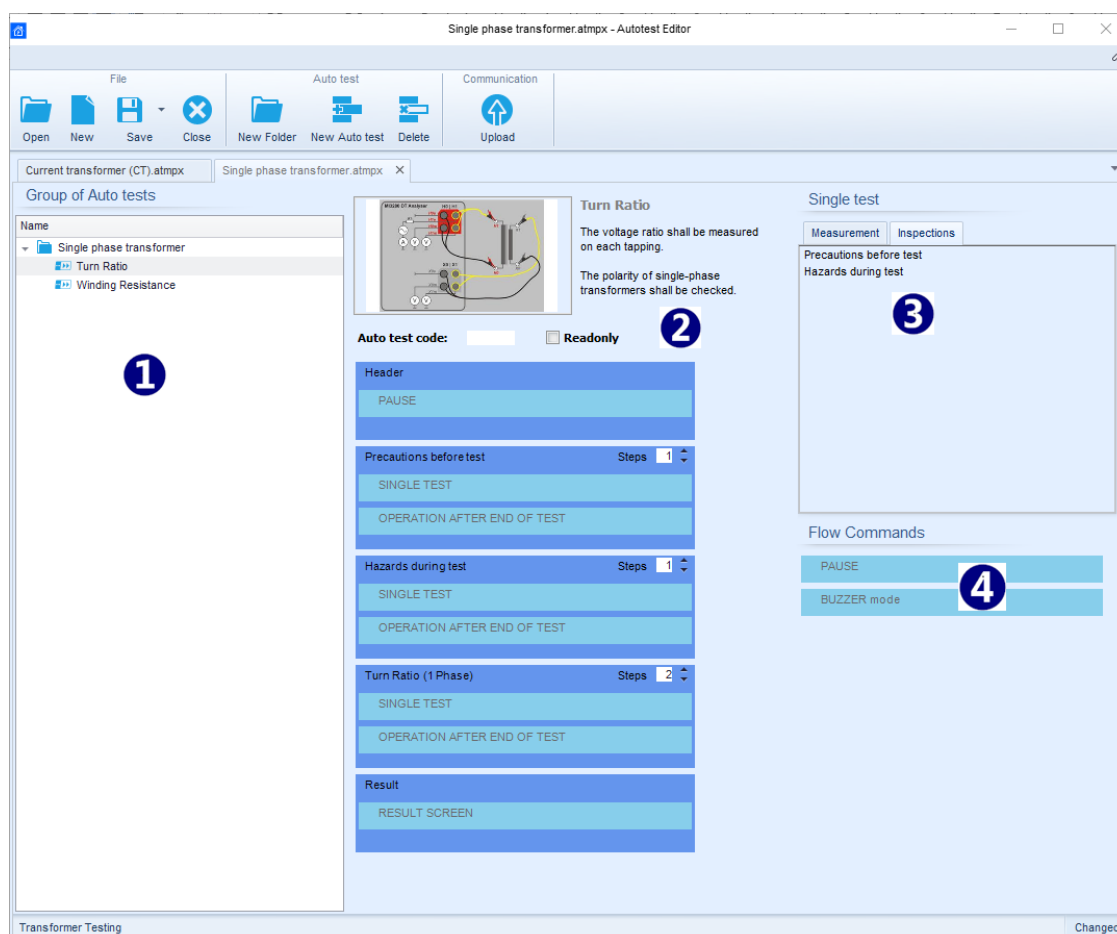 Single phase transformer.atmpx - Autotest Editor
File
Auto test
Communication
Open
New
Save
Close
New Folder
New Auto test
Delete
Upload
Current transformer (CT).atmpx
Single phase transformer.atmpx
Group of Auto tests
Name
Single phase transformer
Turn Ratio
Winding Resistance
1
Turn Ratio
The voltage ratio shall be measured
on each tapping.
The polarity of single-phase
transformers shall be checked.
2
Auto test code:
Readonly
Header
PAUSE
Precautions before test
Steps 1
SINGLE TEST
OPERATION AFTER END OF TEST
Hazards during test
Steps 1
SINGLE TEST
OPERATION AFTER END OF TEST
Turn Ratio (1 Phase)
Steps 2
SINGLE TEST
OPERATION AFTER END OF TEST
Result
RESULT SCREEN
Single test
Measurement
Inspections
Precautions before test
Hazards during test
3
Flow Commands
PAUSE
BUZZER mode
4
Transformer Testing
Changed